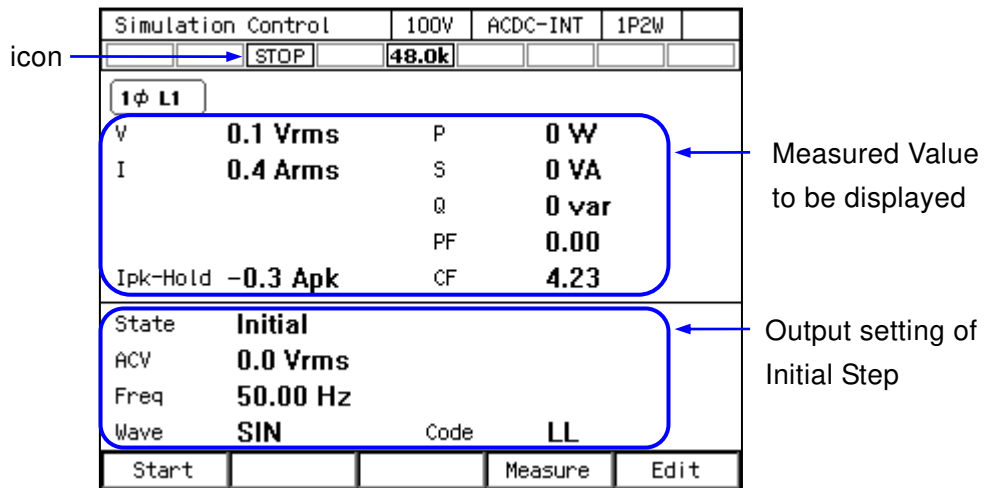 Simulation Control 100V ACDC-INT 1P2W
icon STOP 48.0k
1ϕ L1
V 0.1 Vrms P 0 W
I 0.4 Arms S 0 VA
Q 0 var
PF 0.00
Ipk-Hold -0.3 Apk CF 4.23
Measured Value
to be displayed
State Initial
ACV 0.0 Vrms
Freq 50.00 Hz
Wave SIN Code LL
Output setting of
Initial Step
Start Measure Edit